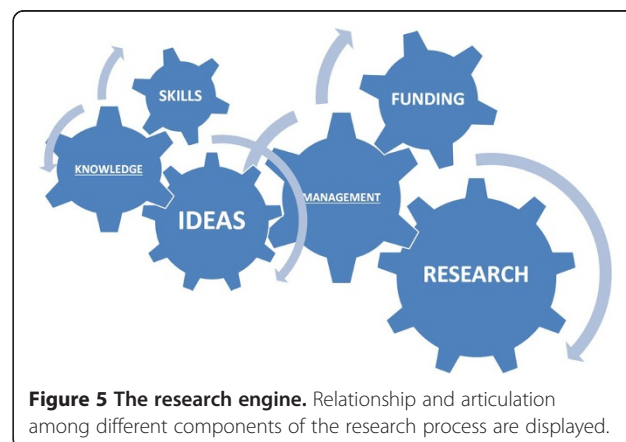 SKILLS
FUNDING
KNOWLEDGE
IDEAS
MANAGEMENT
RESEARCH
Figure 5 The research engine. Relationship and articulation
among different components of the research process are displayed.